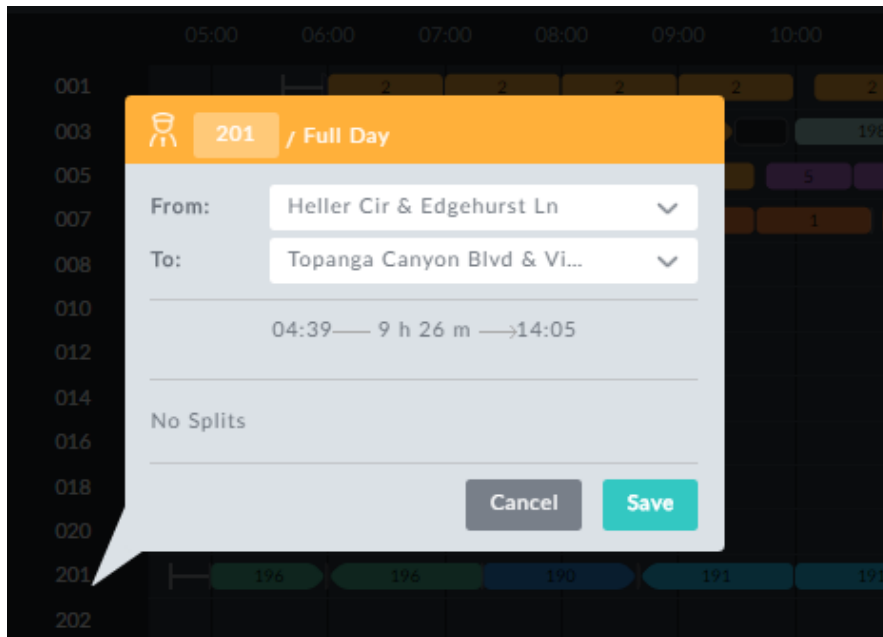 05:00 06:00 07:00 08:00 09:00 10:00
001 2 2 2 2 2
003 198
005 5
007 1
008
010
012
014
016
018
020
201 196 196 190 191 191
202
201 / Full Day
From: Heller Cir & Edgehurst Ln
To: Topanga Canyon Blvd & Vi...
04:39 9 h 26 m 14:05
No Splits
Cancel Save